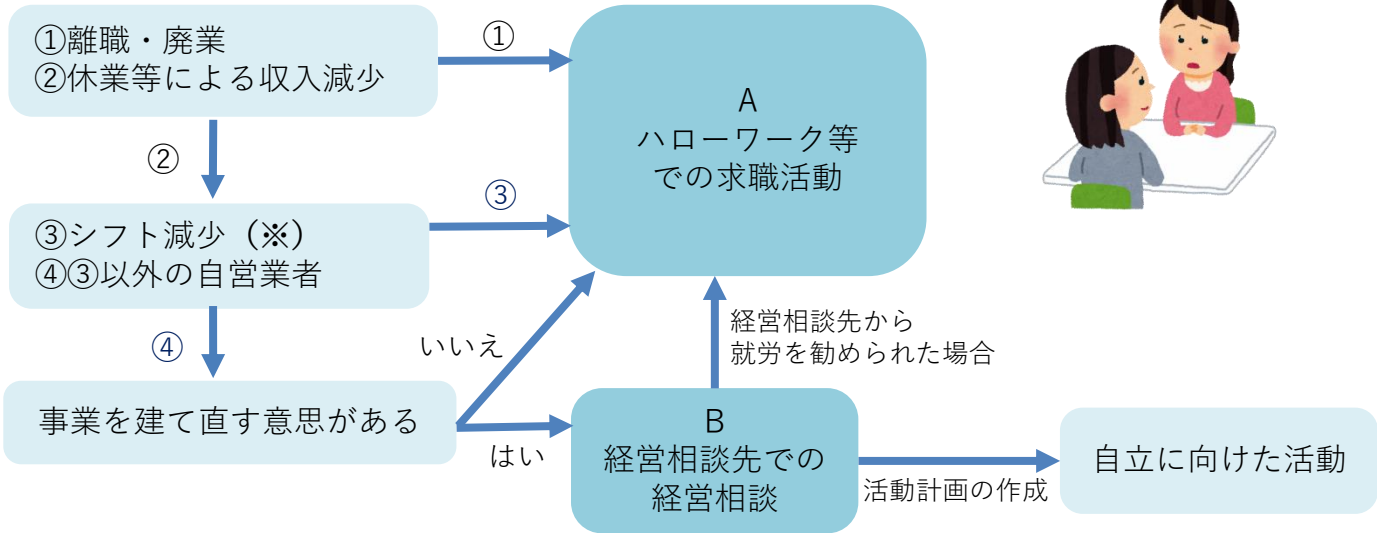 ①離職・廃業
②休業等による収入減少
①
A
ハローワーク等
での求職活動
②
③シフト減少（※）
④③以外の自営業者
③
④
いいえ
経営相談先から
就労を勧められた場合
事業を建て直す意思がある
はい
B
経営相談先での
経営相談
活動計画の作成
自立に向けた活動